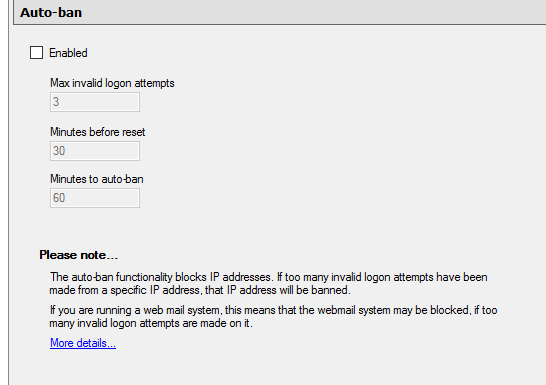 Auto-ban
Enabled
Max invalid logon attempts
3
Minutes before reset
30
Minutes to auto-ban
60
Please note...
The auto-ban functionality blocks IP addresses. If too many invalid logon attempts have been
made from a specific IP address, that IP address will be banned.
If you are running a web mail system, this means that the webmail system may be blocked, if too
many invalid logon attempts are made on it.
More details...